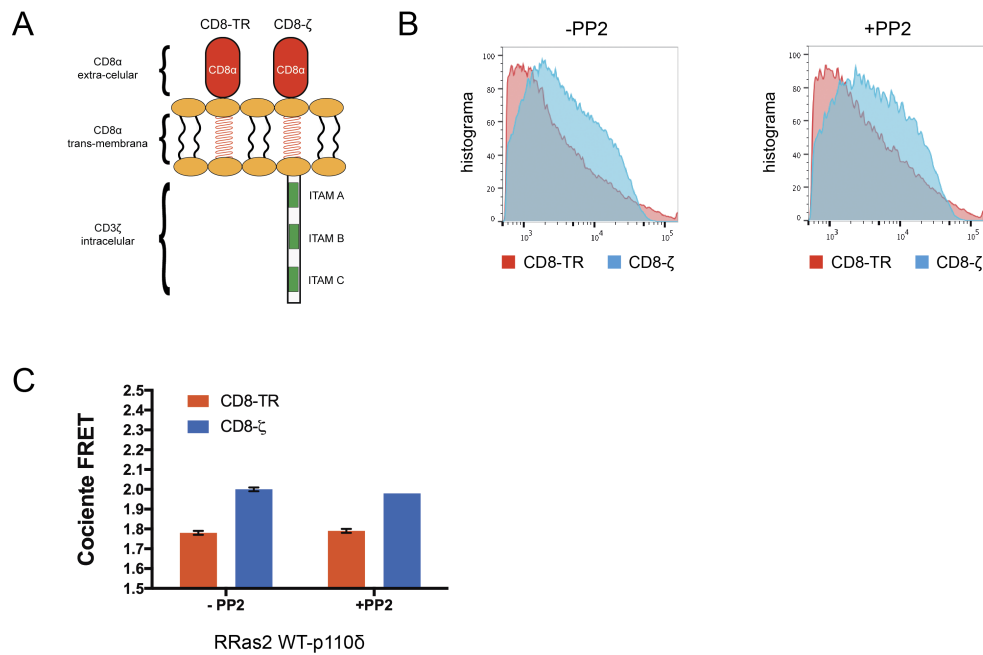 A
CD8-TR
CD8-ζ
CD8α
extra-celular
CD8α
CD8α
CD8α
trans-membrana
CD3ζ
intracelular
ITAM A
ITAM B
ITAM C
B
-PP2
histograma
100
80
60
40
20
0
10³
10⁴
10⁵
CD8-TR
CD8-ζ
+PP2
histograma
100
80
60
40
20
0
10³
10⁴
10⁵
CD8-TR
CD8-ζ
C
Cociente FRET
2.5
2.4
2.3
2.2
2.1
2.0
1.9
1.8
1.7
1.6
1.5
CD8-TR
CD8-ζ
- PP2
+PP2
RRas2 WT-p110δ